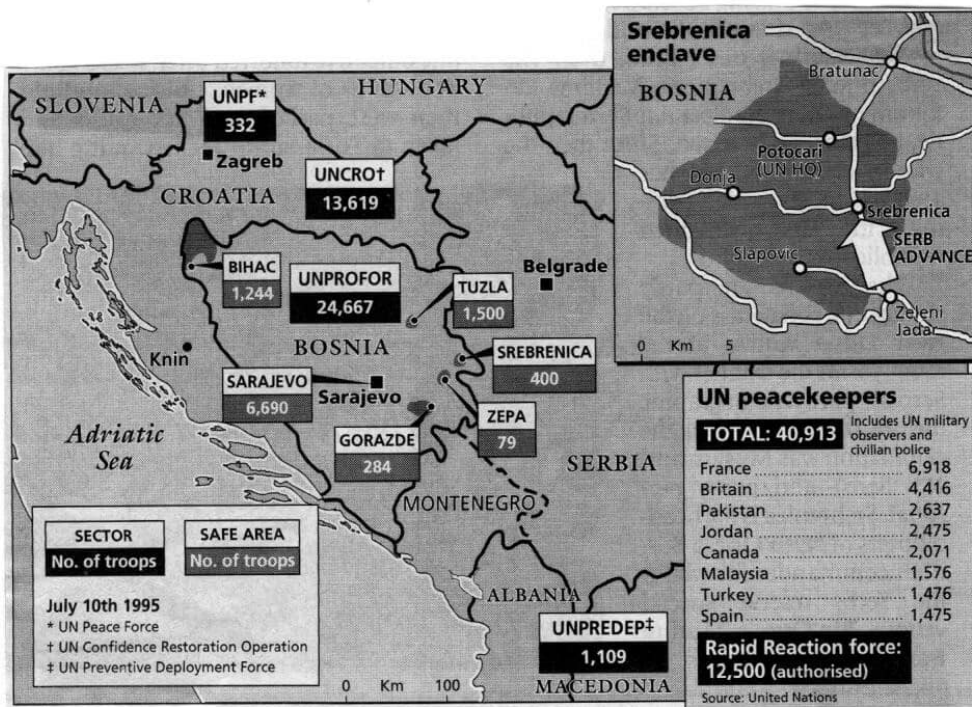 SLOVENIA
UNPF*
332
HUNGARY
Zagreb
CROATIA
UNCRO†
13,619
BIHAC
1,244
UNPROFOR
24,667
TUZLA
1,500
Belgrade
BOSNIA
Knin
SREBRENICA
400
SARAJEVO
6,690
Sarajevo
ZEPA
79
GORAZDE
284
Adriatic
Sea
SERBIA
MONTENEGRO
ALBANIA
UNPREDEP‡
1,109
MACEDONIA
0 Km 100
SECTOR
No. of troops
SAFE AREA
No. of troops
July 10th 1995
* UN Peace Force
† UN Confidence Restoration Operation
‡ UN Preventive Deployment Force
Srebrenica
enclave
Bratunac
BOSNIA
Potocari
(UN HQ)
Donja
Srebrenica
SERB
ADVANCE
Slapovic
Zeleni
Jadar
0 Km 5
UN peacekeepers
TOTAL: 40,913
Includes UN military
observers and
civilian police
France 6,918
Britain 4,416
Pakistan 2,637
Jordan 2,475
Canada 2,071
Malaysia 1,576
Turkey 1,476
Spain 1,475
Rapid Reaction force:
12,500 (authorised)
Source: United Nations